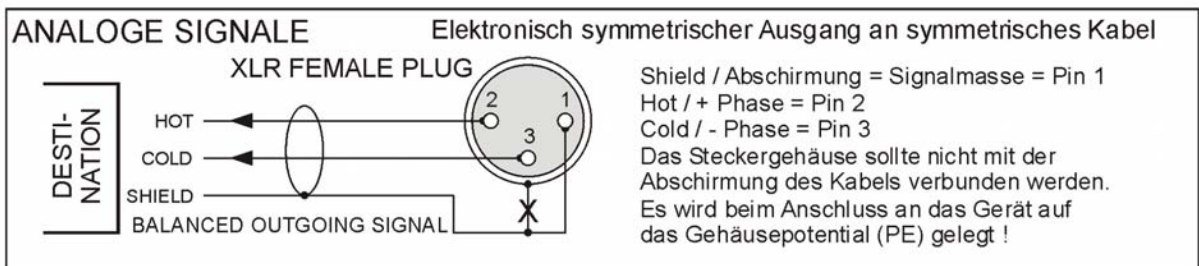 ANALOGE SIGNALE
Elektronisch symmetrischer Ausgang an symmetrisches Kabel
XLR FEMALE PLUG
DESTI-
NATION
HOT
COLD
SHIELD
BALANCED OUTGOING SIGNAL
2
1
3
X
Shield / Abschirmung = Signalmasse = Pin 1
Hot / + Phase = Pin 2
Cold / - Phase = Pin 3
Das Steckergehäuse sollte nicht mit der
Abschirmung des Kabels verbunden werden.
Es wird beim Anschluss an das Gerät auf
das Gehäusepotential (PE) gelegt !